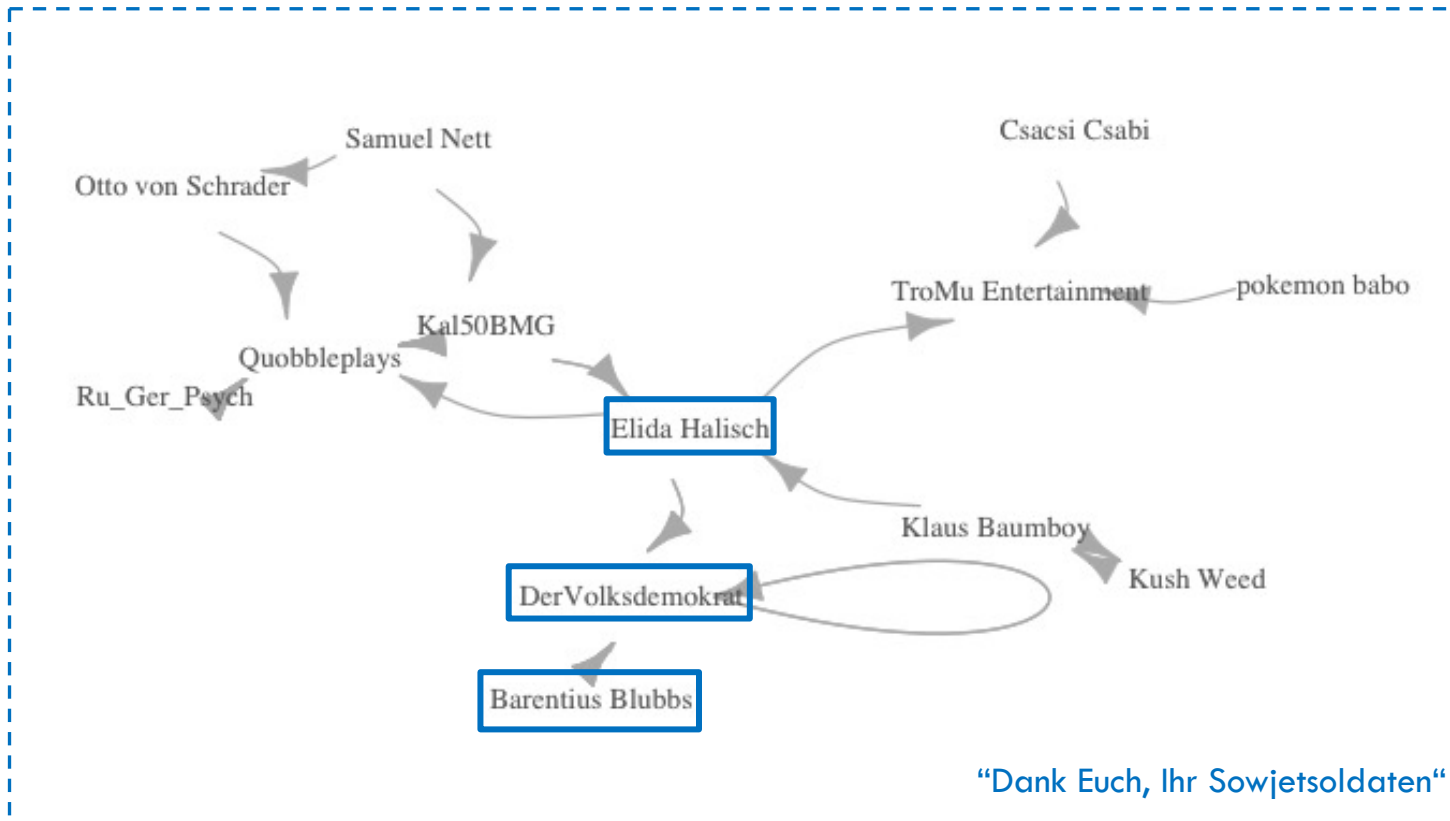 Samuel Nett
Csacsi Csabi
Otto von Schrader
TroMu Entertainment
pokemon babo
Kal50BMG
Quobbleplays
Ru_Ger_Psych
Elida Halisch
Klaus Baumboy
Kush Weed
DerVolksdemokrat
Barentius Blubbs
“Dank Euch, Ihr Sowjetsoldaten“